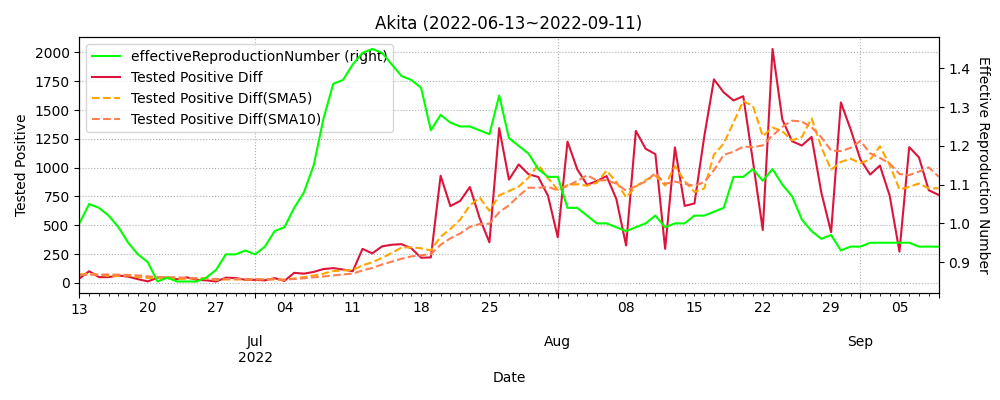 Akita (2022-06-13~2022-09-11)
effectiveReproductionNumber (right)
Tested Positive Diff
Tested Positive Diff(SMA5)
Tested Positive Diff(SMA10)
Tested Positive
2000
1750
1500
1250
1000
750
500
250
0
1.4
1.3
1.2
1.1
1.0
0.9
Effective Reproduction Number
13 20 27 04 11 18 25 08 15 22 29 05
Jul Aug Sep
2022
Date